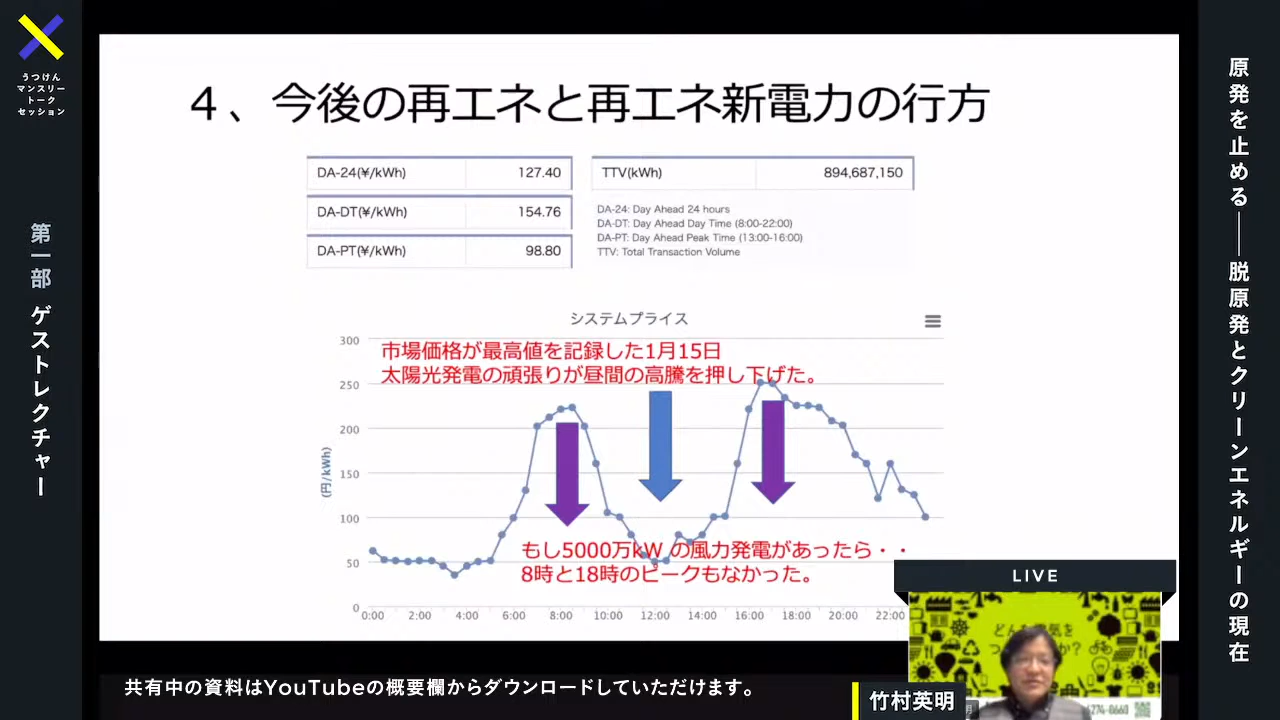 うつけん
マンスリー
トーク
セッション
第一部 ゲストレクチャー
原発を止める——脱原発とクリーンエネルギーの現在
４、今後の再エネと再エネ新電力の行方
DA-24(¥/kWh) 127.40
DA-DT(¥/kWh) 154.76
DA-PT(¥/kWh) 98.80
TTV(kWh) 894,687,150
DA-24: Day Ahead 24 hours
DA-DT: Day Ahead Day Time (8:00-22:00)
DA-PT: Day Ahead Peak Time (13:00-16:00)
TTV: Total Transaction Volume
システムプライス
市場価格が最高値を記録した1月15日
太陽光発電の頑張りが昼間の高騰を押し下げた。
(円/kWh)
300
250
200
150
100
50
0
もし5000万kW の風力発電があったら・・
8時と18時のピークもなかった。
0:00 2:00 4:00 6:00 8:00 10:00 12:00 14:00 16:00 18:00 20:00 22:00
LIVE
どんな電気を
竹村英明
共有中の資料はYouTubeの概要欄からダウンロードしていただけます。